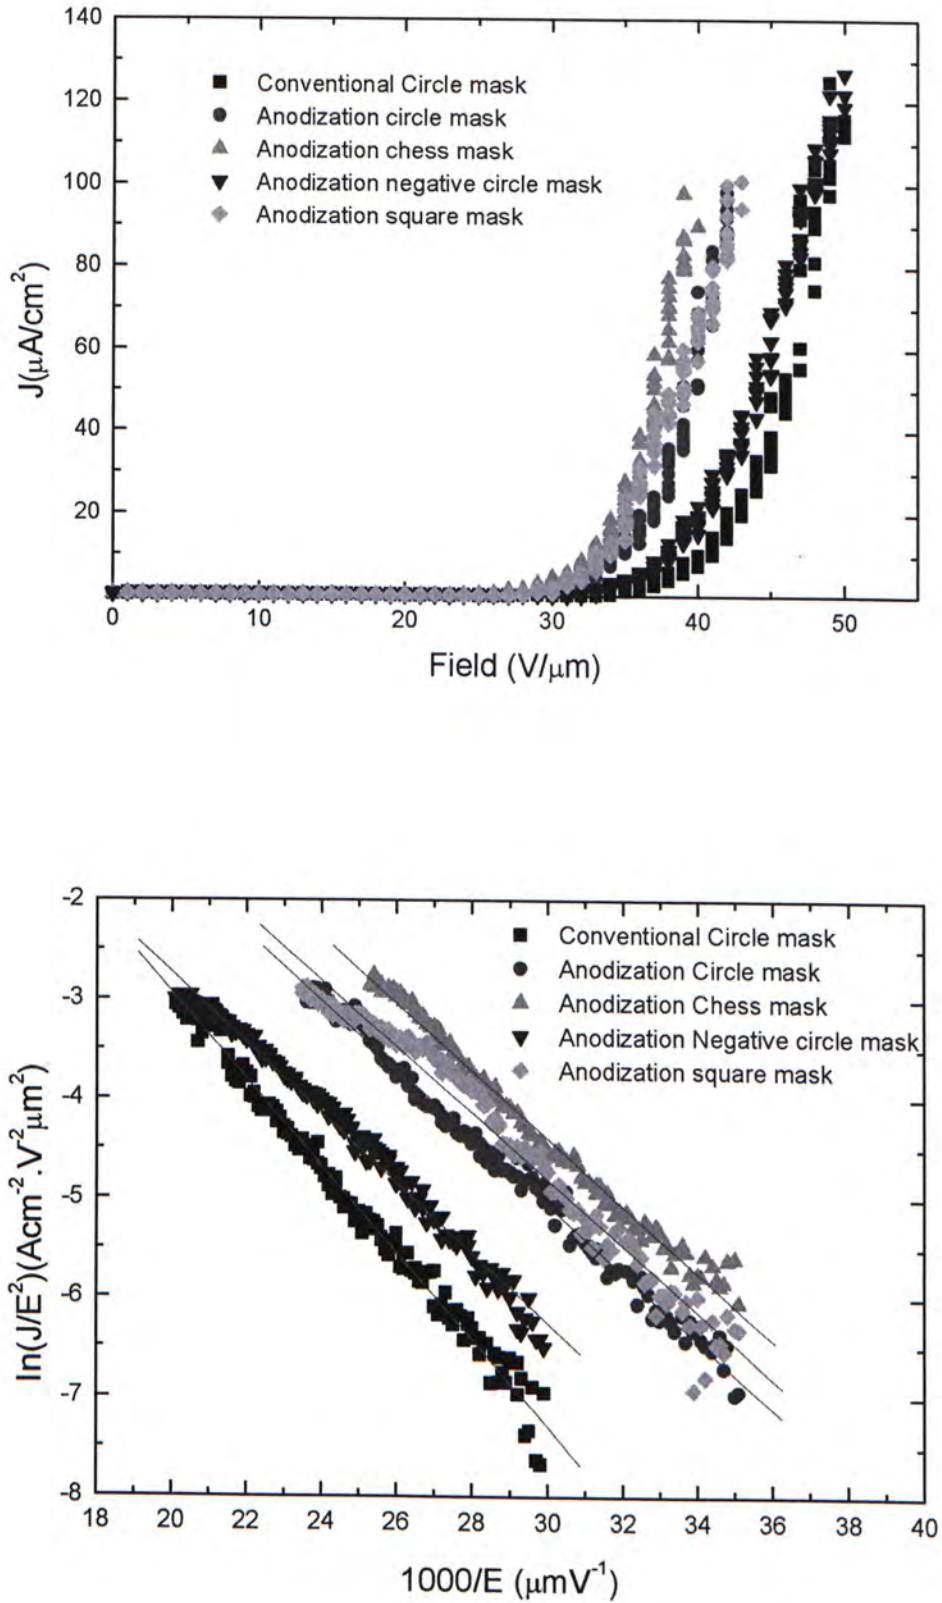 140
120
100
80
60
40
20
J(μA/cm²)
Conventional Circle mask
Anodization circle mask
Anodization chess mask
Anodization negative circle mask
Anodization square mask
0 10 20 30 40 50
Field (V/μm)
-2
-3
-4
-5
-6
-7
-8
ln(J/E²)(Acm⁻².V⁻²μm²)
Conventional Circle mask
Anodization Circle mask
Anodization Chess mask
Anodization Negative circle mask
Anodization square mask
18 20 22 24 26 28 30 32 34 36 38 40
1000/E (μmV⁻¹)